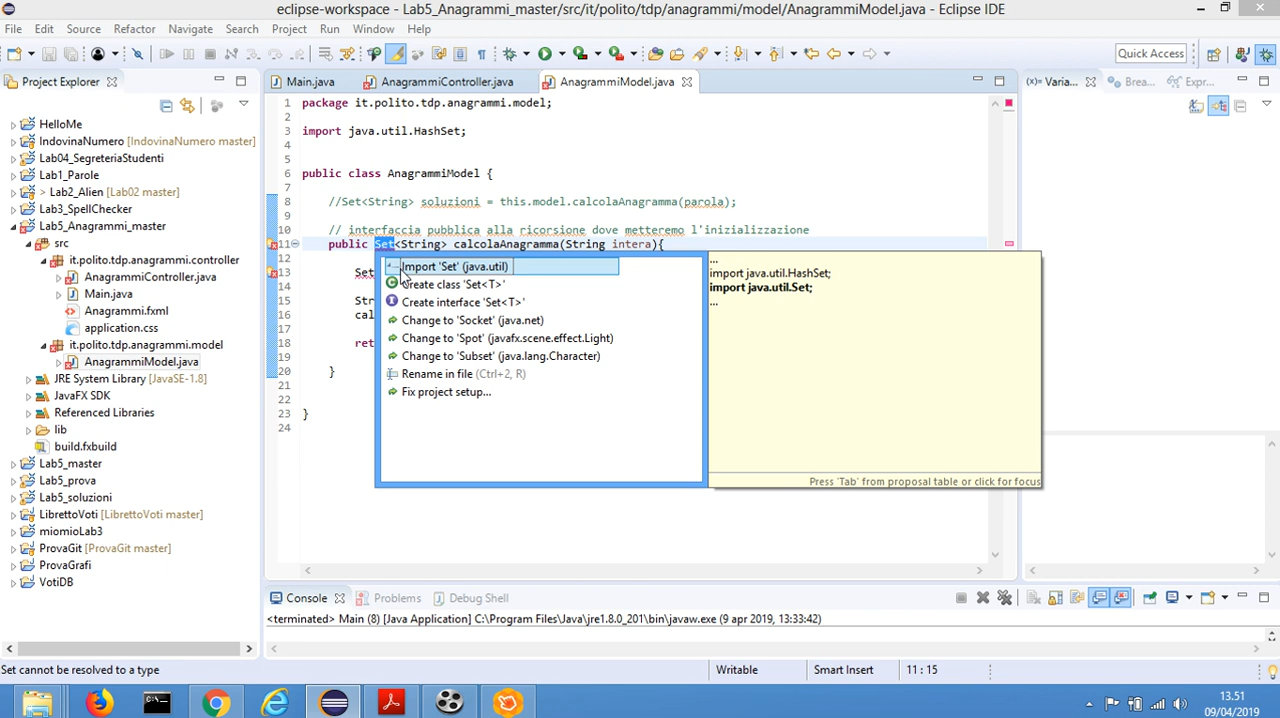 eclipse-workspace - Lab5_Anagrammi_master/src/it/polito/tdp/anagrammi/model/AnagrammiModel.java - Eclipse IDE
File Edit Source Refactor Navigate Search Project Run Window Help
Quick Access
Project Explorer
Main.java
AnagrammiController.java
AnagrammiModel.java
Varia...
Brea...
Expr...
HelloMe
IndovinaNumero [IndovinaNumero master]
Lab04_SegreteriaStudenti
Lab1_Parole
> Lab2_Alien [Lab02 master]
Lab3_SpellChecker
Lab5_Anagrammi_master
src
it.polito.tdp.anagrammi.controller
AnagrammiController.java
Main.java
Anagrammi.fxml
application.css
it.polito.tdp.anagrammi.model
AnagrammiModel.java
JRE System Library [JavaSE-1.8]
JavaFX SDK
Referenced Libraries
lib
build.fxbuild
Lab5_master
Lab5_prova
Lab5_soluzioni
LibrettoVoti [LibrettoVoti master]
miomioLab3
ProvaGit [ProvaGit master]
ProvaGrafi
VotiDB
1 package it.polito.tdp.anagrammi.model;
2
3 import java.util.HashSet;
4
5
6 public class AnagrammiModel {
7
8 //Set<String> soluzioni = this.model.calcolaAnagramma(parola);
9
10 // interfaccia pubblica alla ricorsione dove metteremo l'inizializzazione
11 public Set<String> calcolaAnagramma(String intera){
12
13 Set
14
15 Str
16 cal
17
18 ret
19
20 }
21
22
23 }
24
Import 'Set' (java.util)
Create class 'Set<T>'
Create interface 'Set<T>'
Change to 'Socket' (java.net)
Change to 'Spot' (javafx.scene.effect.Light)
Change to 'Subset' (java.lang.Character)
Rename in file (Ctrl+2, R)
Fix project setup...
...
import java.util.HashSet;
import java.util.Set;
...
Press 'Tab' from proposal table or click for focus
Console
Problems
Debug Shell
<terminated> Main (8) [Java Application] C:\Program Files\Java\jre1.8.0_201\bin\javaw.exe (9 apr 2019, 13:33:42)
Set cannot be resolved to a type
Writable
Smart Insert
11 : 15
13.51
09/04/2019